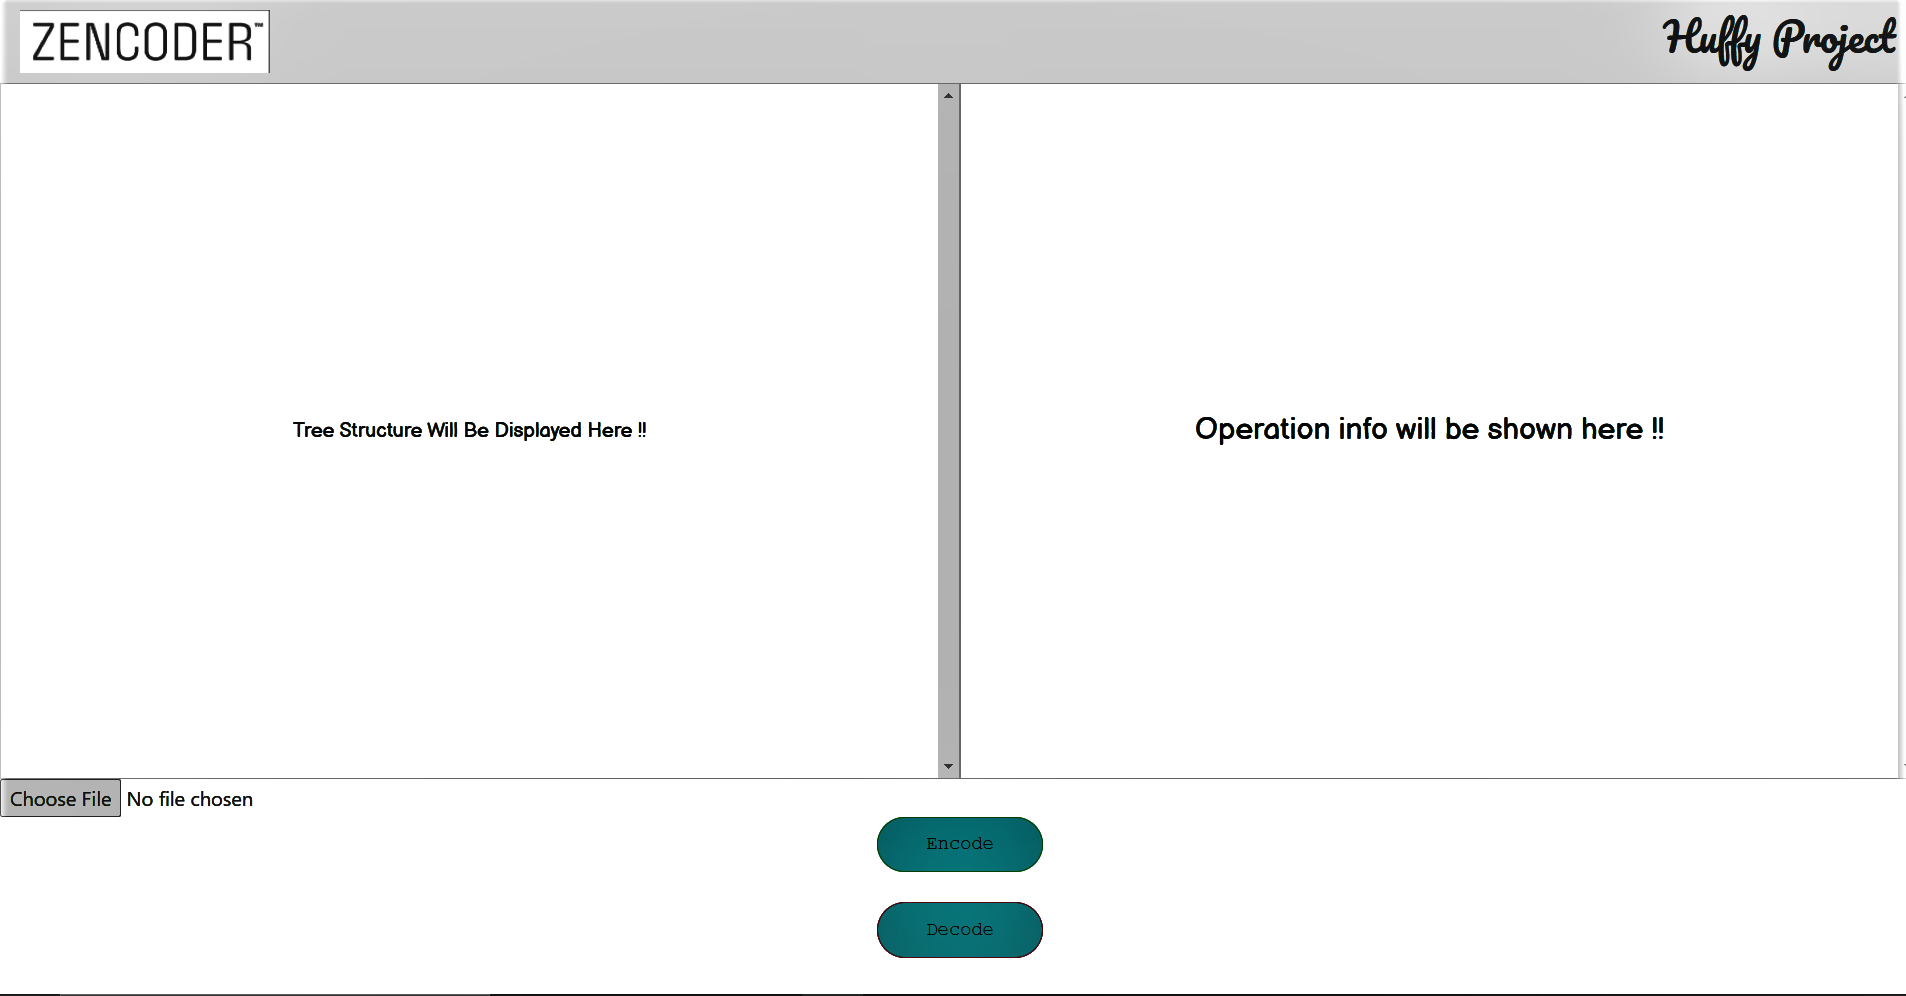 ZENCODER™
Huffy Project
Tree Structure Will Be Displayed Here !!
Operation info will be shown here !!
Choose File No file chosen
Encode
Decode